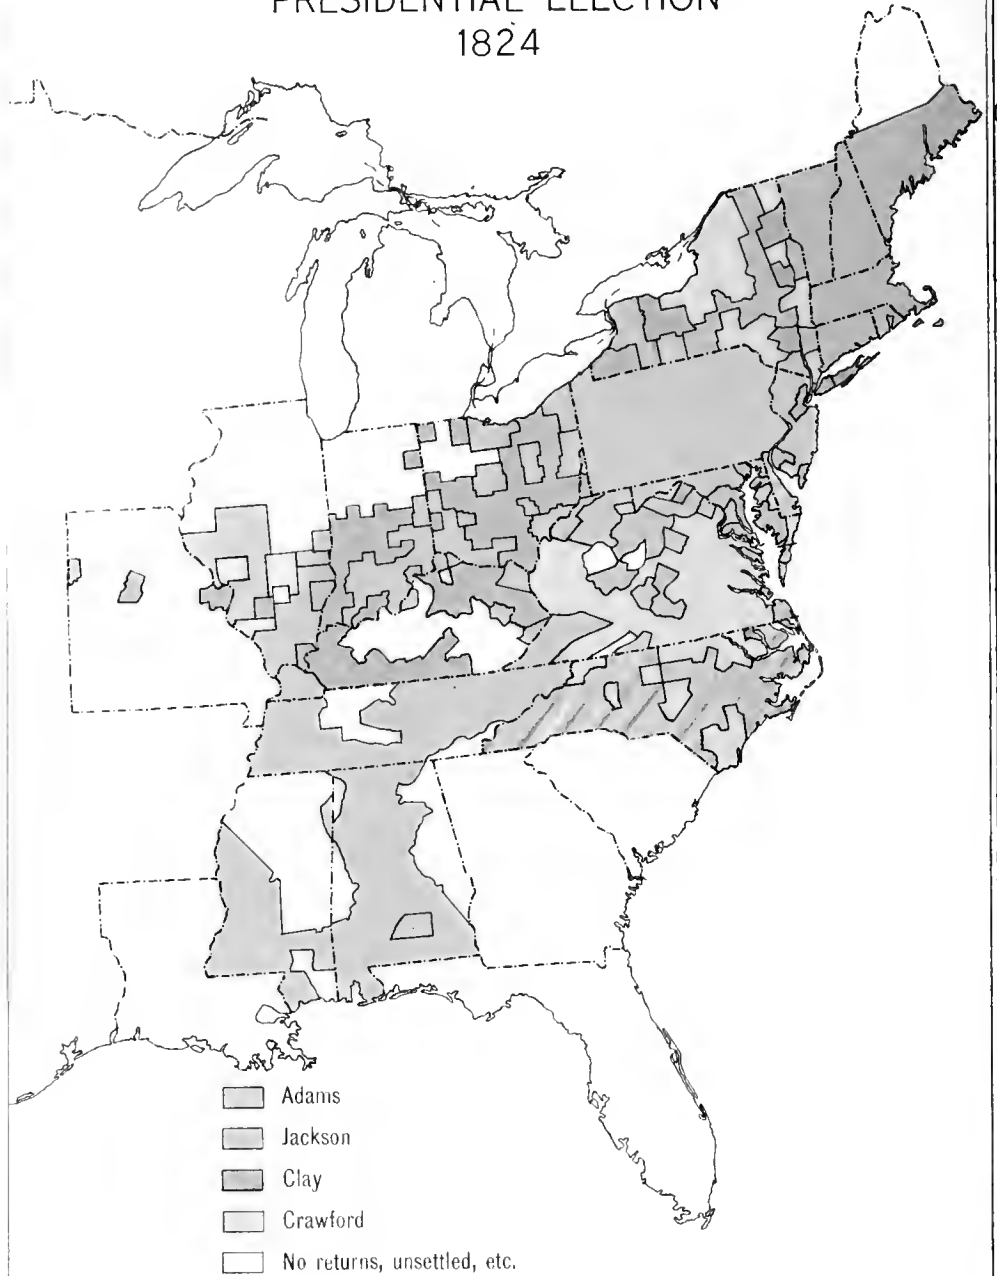 PRESIDENTIAL ELECTION
1824
Adams
Jackson
Clay
Crawford
No returns, unsettled, etc.